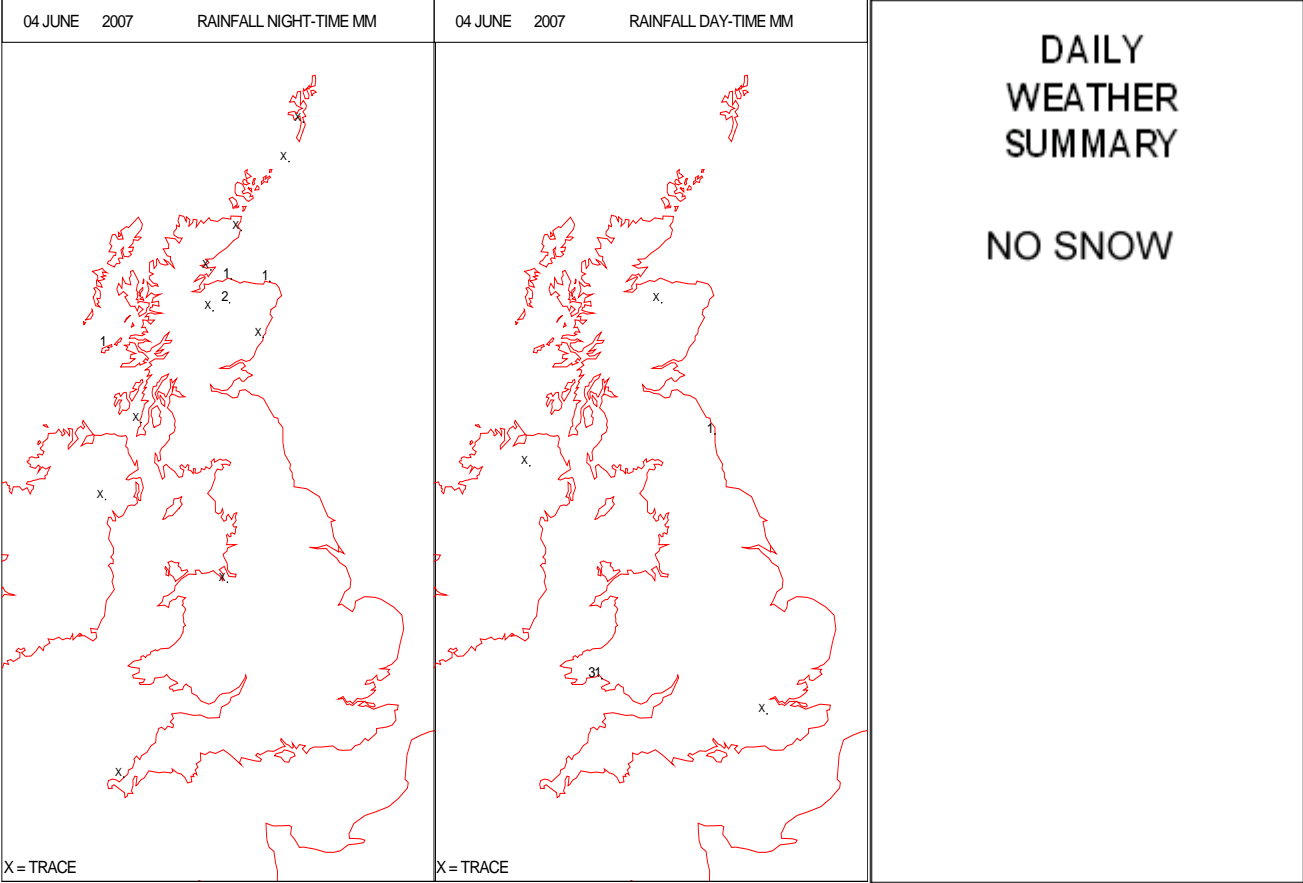 04 JUNE 2007 RAINFALL NIGHT-TIME MM
X.
X.
X.
X.
1.
1.
2.
X.
X.
1.
X.
X.
X.
X.
X = TRACE
04 JUNE 2007 RAINFALL DAY-TIME MM
X.
1.
X.
31.
X.
X = TRACE
DAILY
WEATHER
SUMMARY
NO SNOW